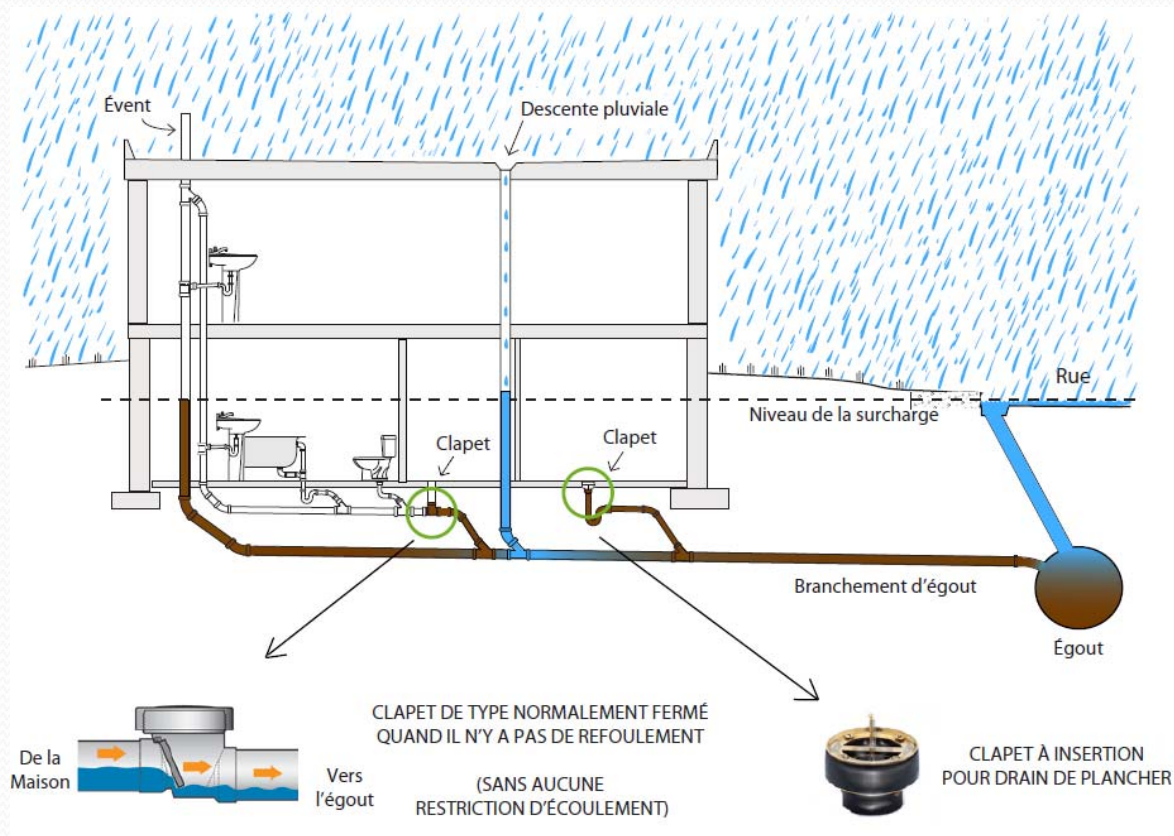 Évent
Descente pluviale
Rue
Niveau de la surcharge
Clapet
Clapet
Branchement d'égout
Égout
De la
Maison
Vers
l'égout
CLAPET DE TYPE NORMALEMENT FERMÉ
QUAND IL N'Y A PAS DE REFOULEMENT
(SANS AUCUNE
RESTRICTION D'ÉCOULEMENT)
CLAPET À INSERTION
POUR DRAIN DE PLANCHER